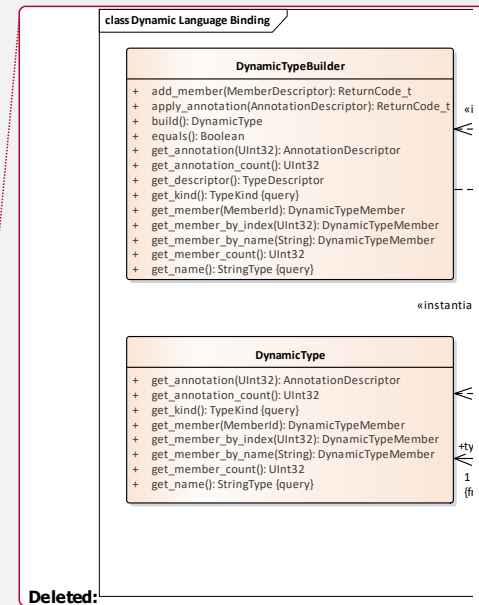 class Dynamic Language Binding
DynamicTypeBuilder
+ add_member(MemberDescriptor): ReturnCode_t
+ apply_annotation(AnnotationDescriptor): ReturnCode_t
+ build(): DynamicType
+ equals(): Boolean
+ get_annotation(UInt32): AnnotationDescriptor
+ get_annotation_count(): UInt32
+ get_descriptor(): TypeDescriptor
+ get_kind(): TypeKind {query}
+ get_member(MemberId): DynamicTypeMember
+ get_member_by_index(UInt32): DynamicTypeMember
+ get_member_by_name(String): DynamicTypeMember
+ get_member_count(): UInt32
+ get_name(): StringType {query}
«i
«instantia
DynamicType
+ get_annotation(UInt32): AnnotationDescriptor
+ get_annotation_count(): UInt32
+ get_kind(): TypeKind {query}
+ get_member(MemberId): DynamicTypeMember
+ get_member_by_index(UInt32): DynamicTypeMember
+ get_member_by_name(String): DynamicTypeMember
+ get_member_count(): UInt32
+ get_name(): StringType {query}
+ty
1
{fr
Deleted: